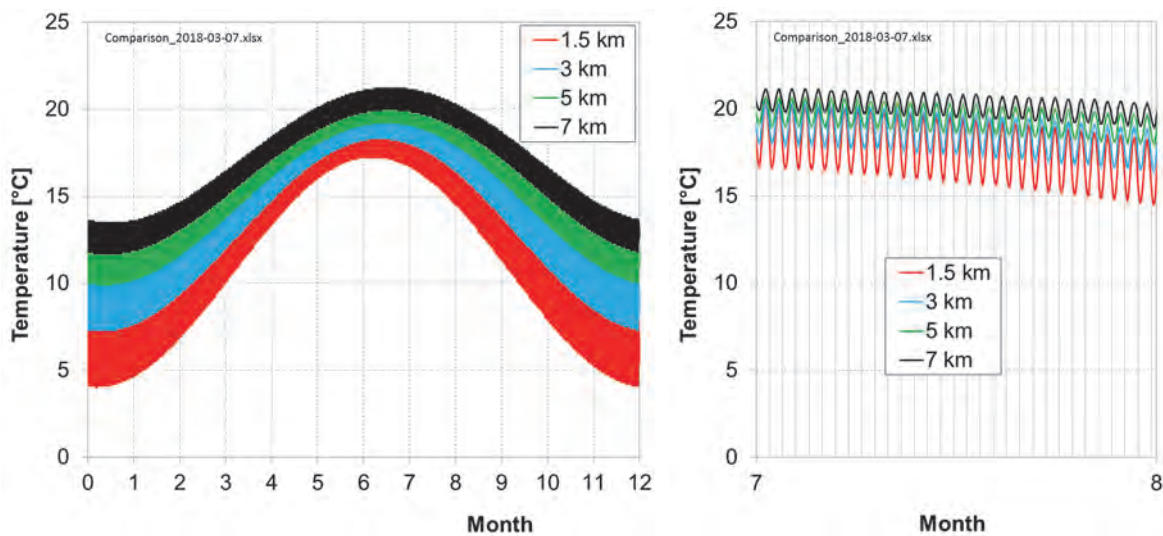 Comparison_2018-03-07.xlsx
1.5 km
3 km
5 km
7 km
Temperature [°C]
25
20
15
10
5
0
0 1 2 3 4 5 6 7 8 9 10 11 12
Month
Comparison_2018-03-07.xlsx
Temperature [°C]
25
20
15
10
5
0
1.5 km
3 km
5 km
7 km
7 8
Month